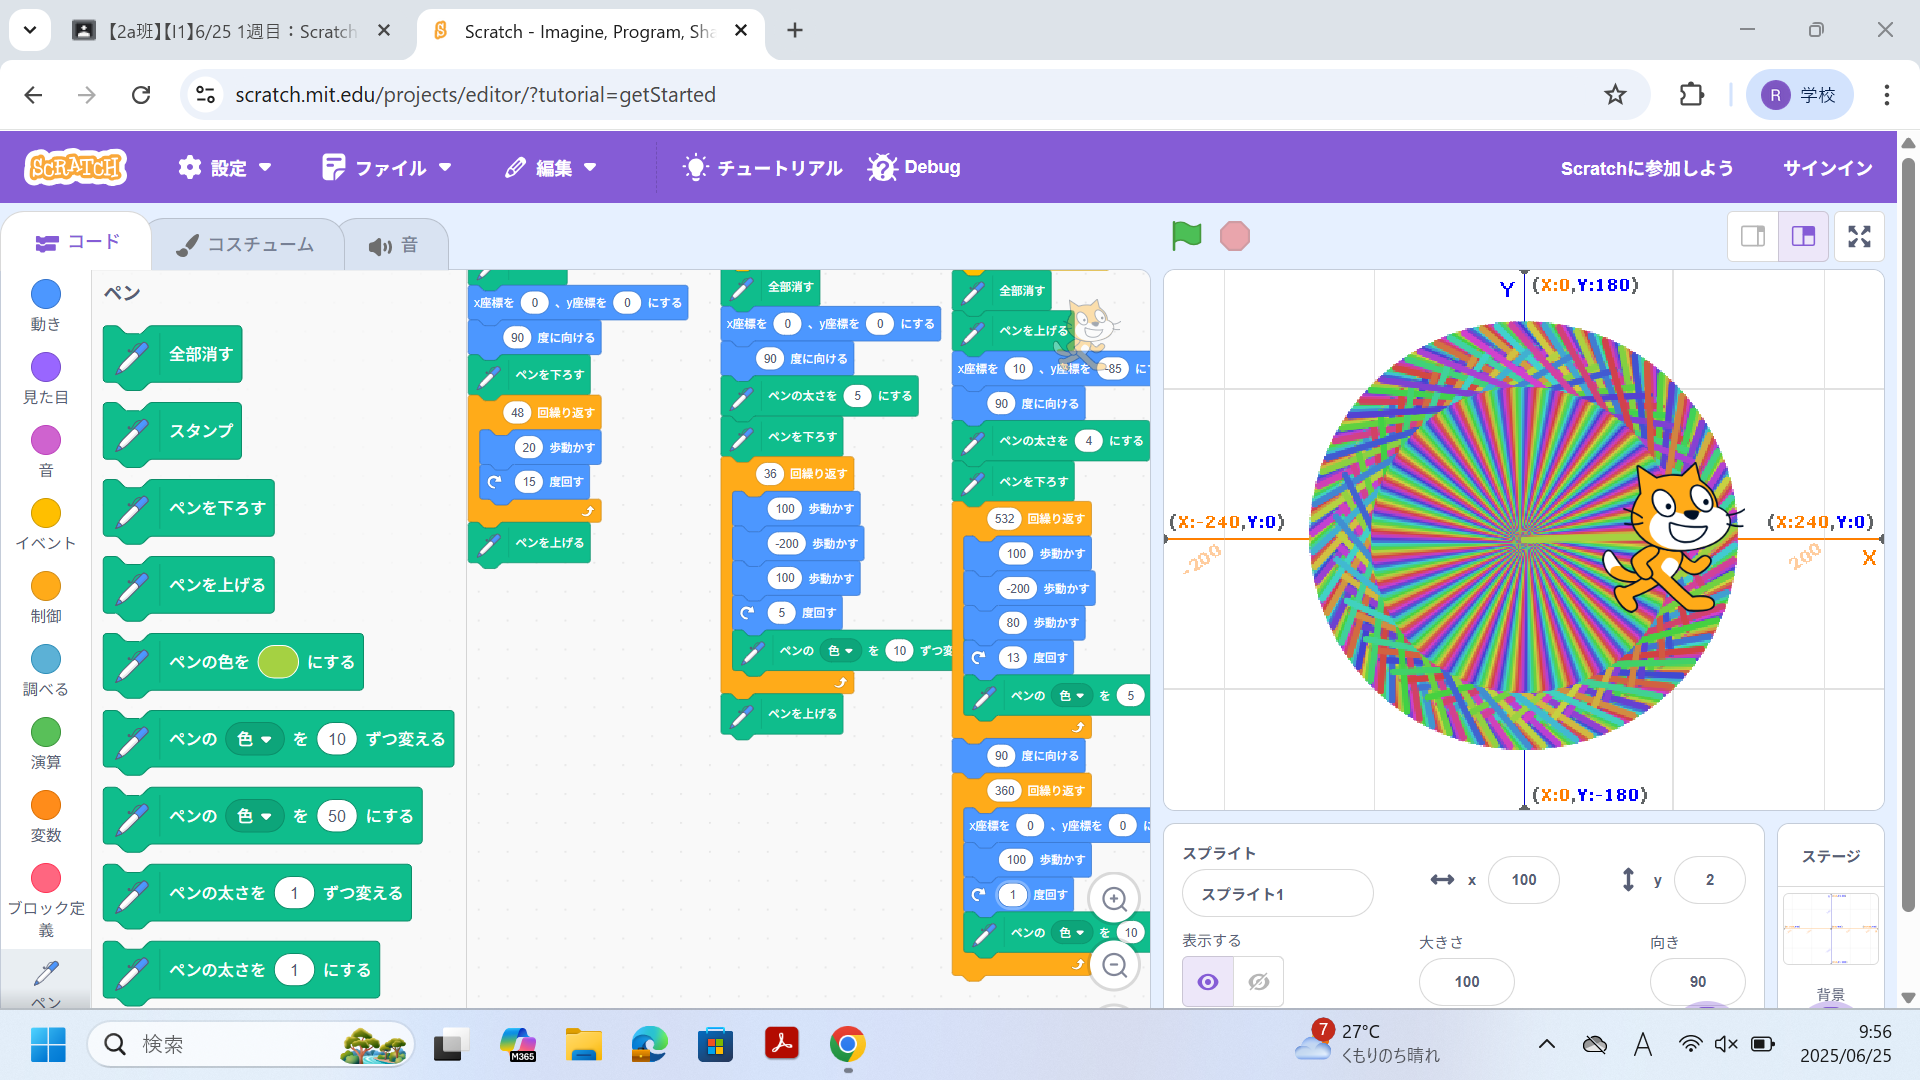 【2a班】【I1】6/25 1週目：Scratch
Scratch - Imagine, Program, Sha
scratch.mit.edu/projects/editor/?tutorial=getStarted
R 学校
SCRATCH
設定
ファイル
編集
チュートリアル
Debug
Scratchに参加しよう
サインイン
コード
コスチューム
音
動き
見た目
音
イベント
制御
調べる
演算
変数
ブロック定義
ペン
ペン
全部消す
スタンプ
ペンを下ろす
ペンを上げる
ペンの色を にする
ペンの 色 を 10 ずつ変える
ペンの 色 を 50 にする
ペンの太さを 1 ずつ変える
ペンの太さを 1 にする
x座標を 0 、y座標を 0 にする
90 度に向ける
ペンを下ろす
48 回繰り返す
20 歩動かす
15 度回す
ペンを上げる
全部消す
x座標を 0 、y座標を 0 にする
90 度に向ける
ペンの太さを 5 にする
ペンを下ろす
36 回繰り返す
100 歩動かす
-200 歩動かす
100 歩動かす
5 度回す
ペンの 色 を 10 ずつ変
ペンを上げる
全部消す
ペンを上げる
x座標を 10 、y座標を -85 に
90 度に向ける
ペンの太さを 4 にする
ペンを下ろす
532 回繰り返す
100 歩動かす
-200 歩動かす
80 歩動かす
13 度回す
ペンの 色 を 5
90 度に向ける
360 回繰り返す
x座標を 0 、y座標を 0 に
100 歩動かす
1 度回す
ペンの 色 を 10
Y
(X:0,Y:180)
(X:-240,Y:0)
(X:240,Y:0)
-200
200
X
(X:0,Y:-180)
スプライト
スプライト1
x 100
y 2
表示する
大きさ
100
向き
90
ステージ
背景
検索
M365
7
27°C
くもりのち晴れ
A
9:56
2025/06/25